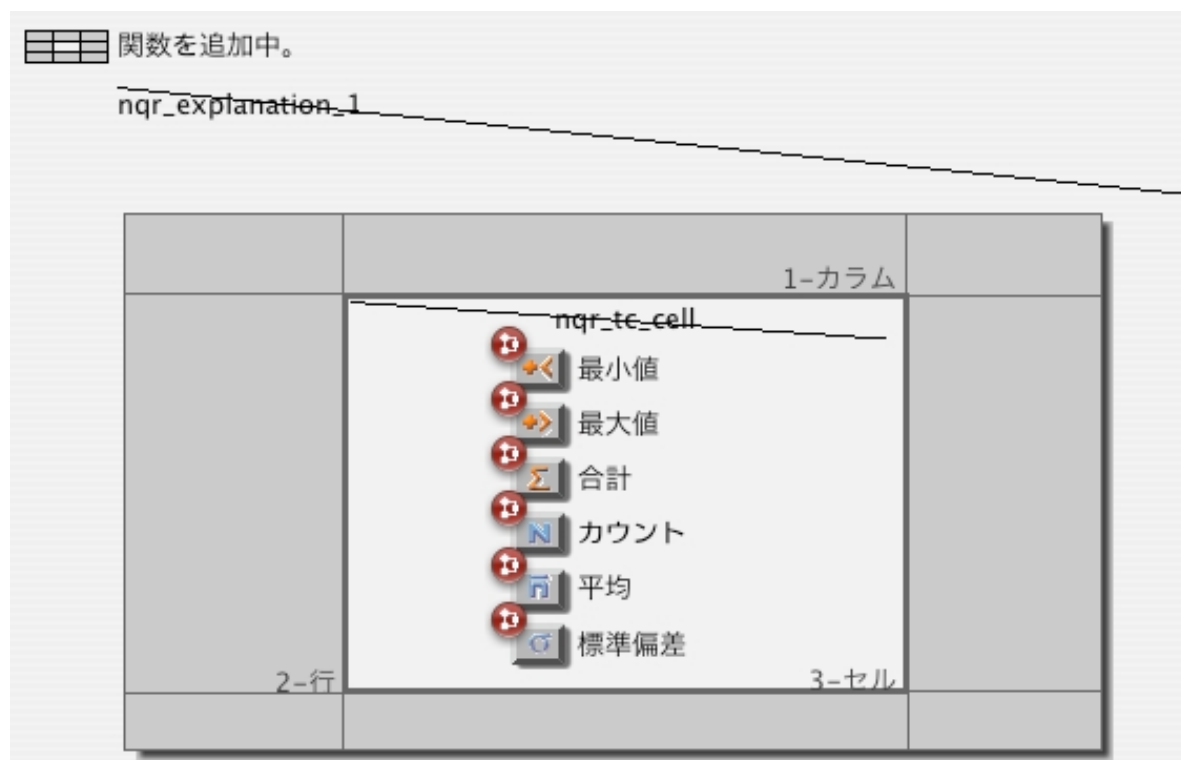 関数を追加中。
nqr_explanation_1
1-カラム
nqr_tc_cell
最小値
最大値
合計
カウント
平均
標準偏差
2-行
3-セル